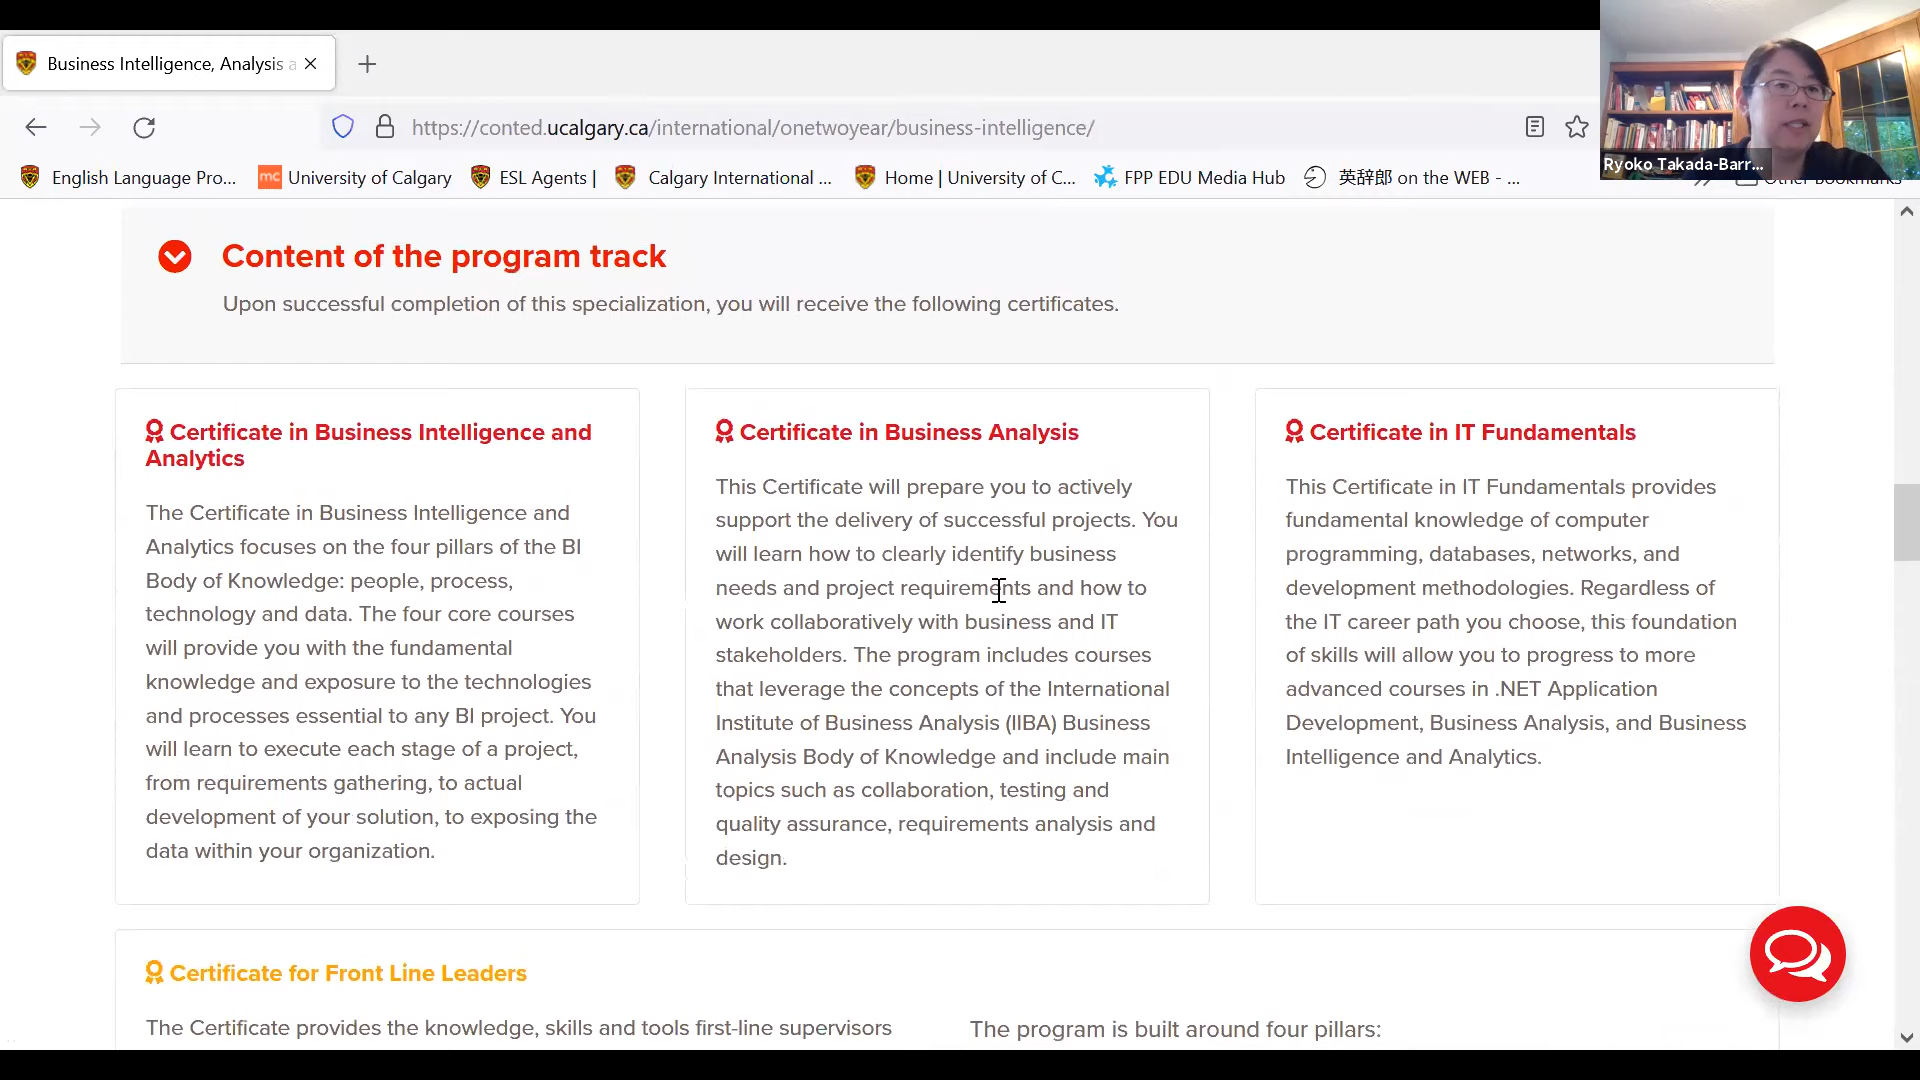 Business Intelligence, Analysis a
https://conted.ucalgary.ca/international/onetwoyear/business-intelligence/
Ryoko Takada-Barr...
English Language Pro...
University of Calgary
ESL Agents |
Calgary International ...
Home | University of C...
FPP EDU Media Hub
英辞郎 on the WEB - ...
Other Bookmarks
Content of the program track
Upon successful completion of this specialization, you will receive the following certificates.
Certificate in Business Intelligence and
Analytics
The Certificate in Business Intelligence and
Analytics focuses on the four pillars of the BI
Body of Knowledge: people, process,
technology and data. The four core courses
will provide you with the fundamental
knowledge and exposure to the technologies
and processes essential to any BI project. You
will learn to execute each stage of a project,
from requirements gathering, to actual
development of your solution, to exposing the
data within your organization.
Certificate in Business Analysis
This Certificate will prepare you to actively
support the delivery of successful projects. You
will learn how to clearly identify business
needs and project requirements and how to
work collaboratively with business and IT
stakeholders. The program includes courses
that leverage the concepts of the International
Institute of Business Analysis (IIBA) Business
Analysis Body of Knowledge and include main
topics such as collaboration, testing and
quality assurance, requirements analysis and
design.
Certificate in IT Fundamentals
This Certificate in IT Fundamentals provides
fundamental knowledge of computer
programming, databases, networks, and
development methodologies. Regardless of
the IT career path you choose, this foundation
of skills will allow you to progress to more
advanced courses in .NET Application
Development, Business Analysis, and Business
Intelligence and Analytics.
Certificate for Front Line Leaders
The Certificate provides the knowledge, skills and tools first-line supervisors
The program is built around four pillars: